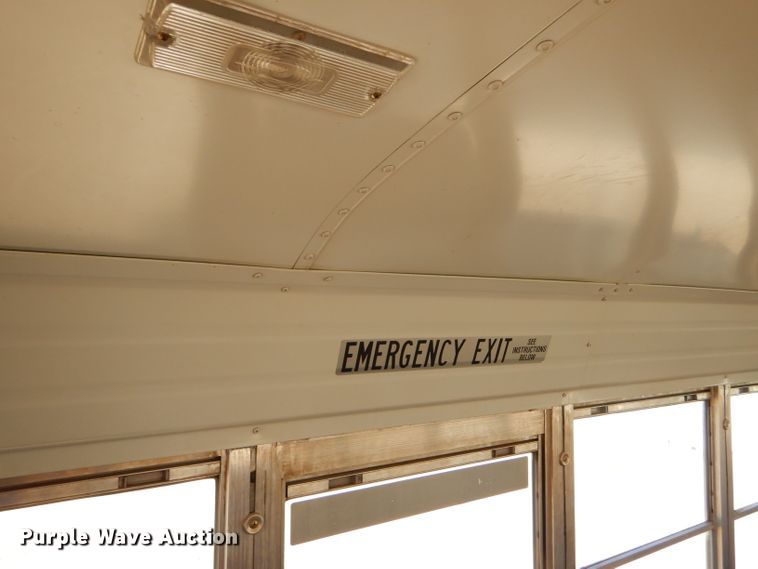 EMERGENCY EXIT SEE
INSTRUCTIONS
BELOW
Purple Wave Auction